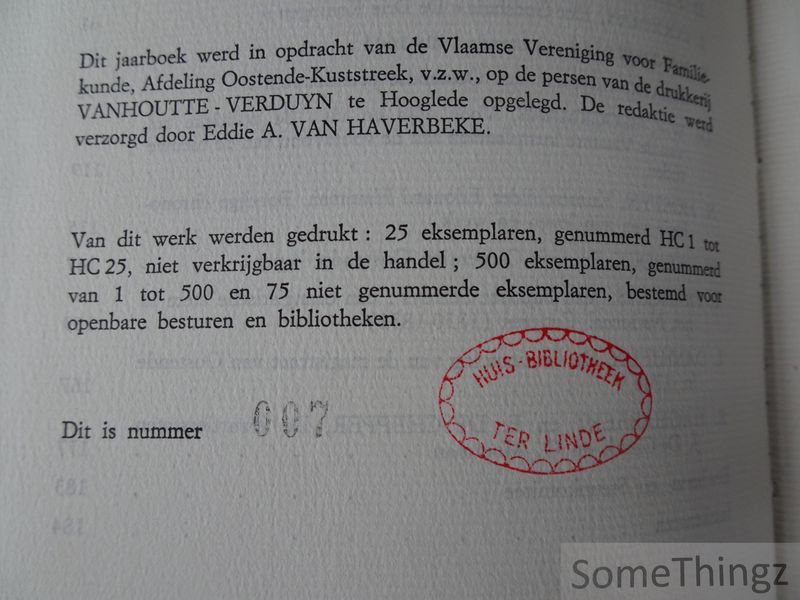 Dit jaarboek werd in opdracht van de Vlaamse Vereniging voor Familie-
kunde, Afdeling Oostende-Kuststreek, v.z.w., op de persen van de drukkerij
VANHOUTTE - VERDUYN te Hooglede opgelegd. De redaktie werd
verzorgd door Eddie A. VAN HAVERBEKE.
Van dit werk werden gedrukt : 25 eksemplaren, genummerd HC 1 tot
HC 25, niet verkrijgbaar in de handel ; 500 eksemplaren, genummerd
van 1 tot 500 en 75 niet genummerde eksemplaren, bestemd voor
openbare besturen en bibliotheken.
HUIS-BIBLIOTHEEK
TER LINDE
Dit is nummer 007
SomeThingz